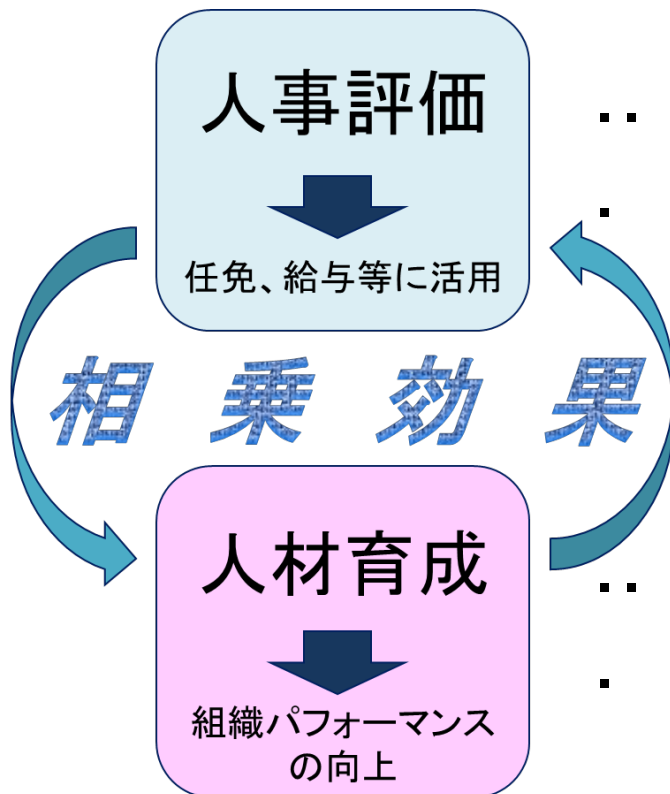 人事評価
任免、給与等に活用
相乗効果
人材育成
組織パフォーマンス
の向上